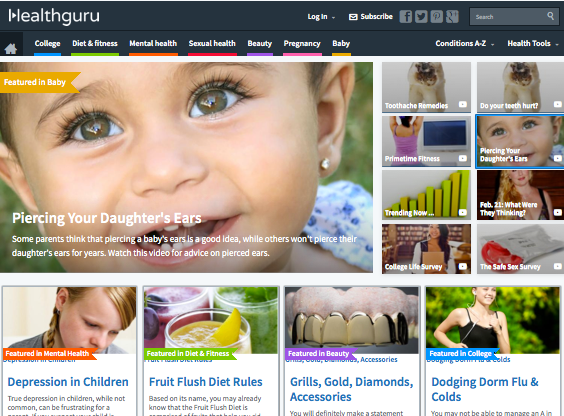 Healthguru
Log In
Subscribe
Search
College
Diet & fitness
Mental health
Sexual health
Beauty
Pregnancy
Baby
Conditions A-Z
Health Tools
Featured in Baby
Piercing Your Daughter's Ears
Some parents think that piercing a baby's ears is a good idea, while others won't pierce their
daughter's ears for years. Watch this video for advice on pierced ears.
Toothache Remedies
Do your teeth hurt?
Primetime Fitness
Piercing Your
Daughter's Ears
Trending Now ...
Feb. 21: What Were
They Thinking?
College Life Survey
The Safe Sex Survey
Featured in Mental Health
Depression in Children
True depression in children, while not
common, can be frustrating for a
Featured in Diet & Fitness
Fruit Flush Diet Rules
Based on its name, you may already
know that the Fruit Flush Diet is
Featured in Beauty
Grills, Gold, Diamonds, Accessories
Grills, Gold, Diamonds,
Accessories
You will definitely make a statement
Featured in College
Dodging Dorm Flu & Colds
Dodging Dorm Flu &
Colds
You may not be able to manage an A in